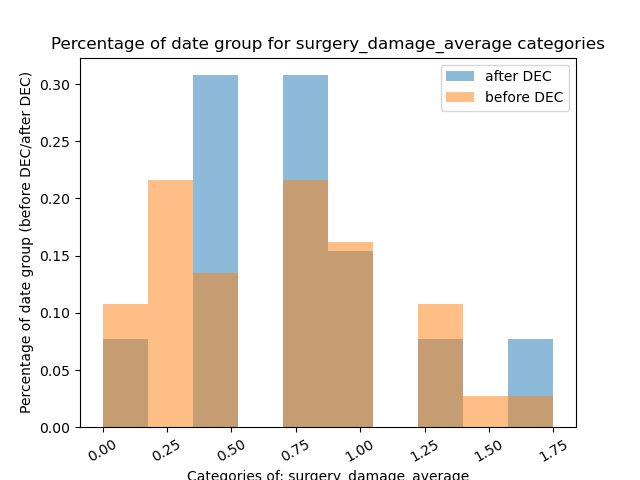 Percentage of date group for surgery_damage_average categories
after DEC
before DEC
Percentage of date group (before DEC/after DEC)
0.30
0.25
0.20
0.15
0.10
0.05
0.00
0.00 0.25 0.50 0.75 1.00 1.25 1.50 1.75
Categories of: surgery_damage_average